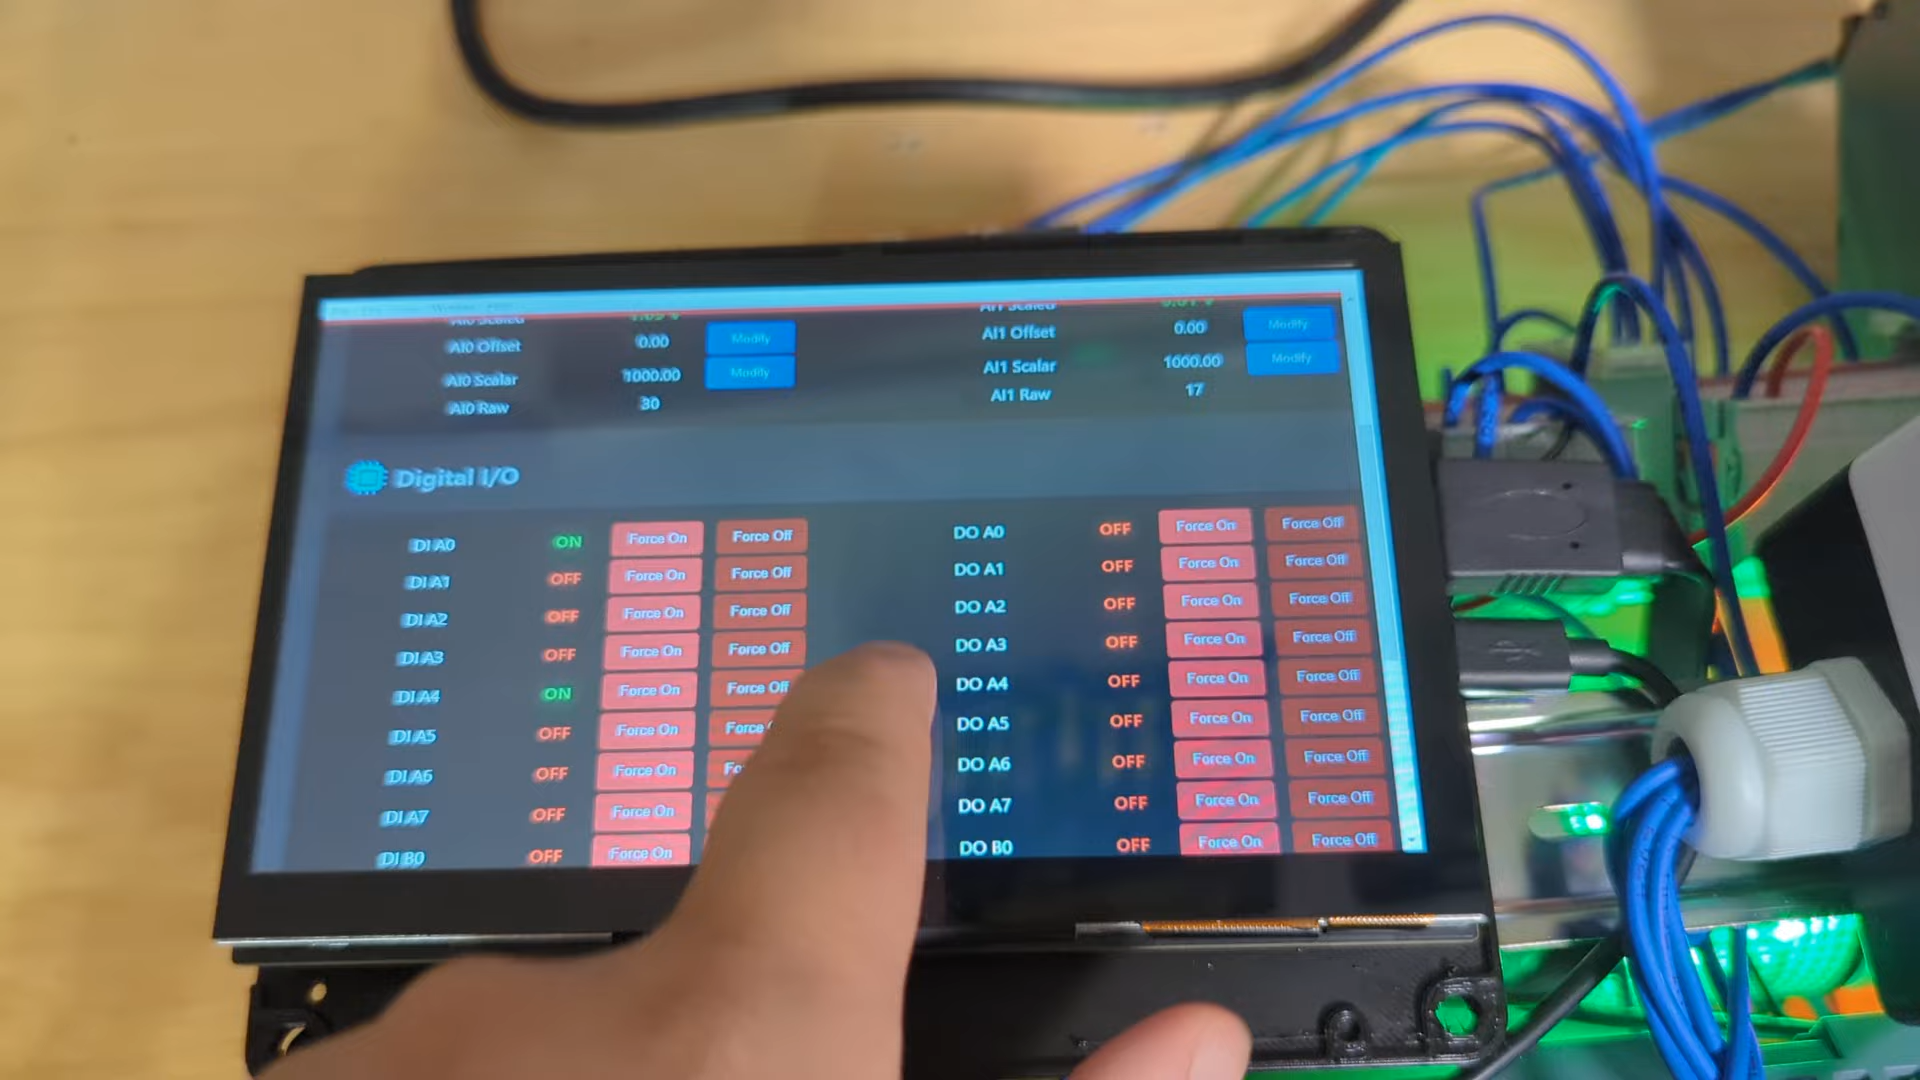 AI0 Scaled AI1 Scaled
AI0 Offset 0.00 Modify AI1 Offset 0.00 Modify
AI0 Scalar 1000.00 Modify AI1 Scalar 1000.00 Modify
AI0 Raw 30 AI1 Raw 17
Digital I/O
DI A0 ON Force On Force Off DO A0 OFF Force On Force Off
DI A1 OFF Force On Force Off DO A1 OFF Force On Force Off
DI A2 OFF Force On Force Off DO A2 OFF Force On Force Off
DI A3 OFF Force On Force Off DO A3 OFF Force On Force Off
DI A4 ON Force On Force Off DO A4 OFF Force On Force Off
DI A5 OFF Force On Force DO A5 OFF Force On Force Off
DI A6 OFF Force On Fo DO A6 OFF Force On Force Off
DI A7 OFF Force On DO A7 OFF Force On Force Off
DI B0 OFF Force On DO B0 OFF Force On Force Off